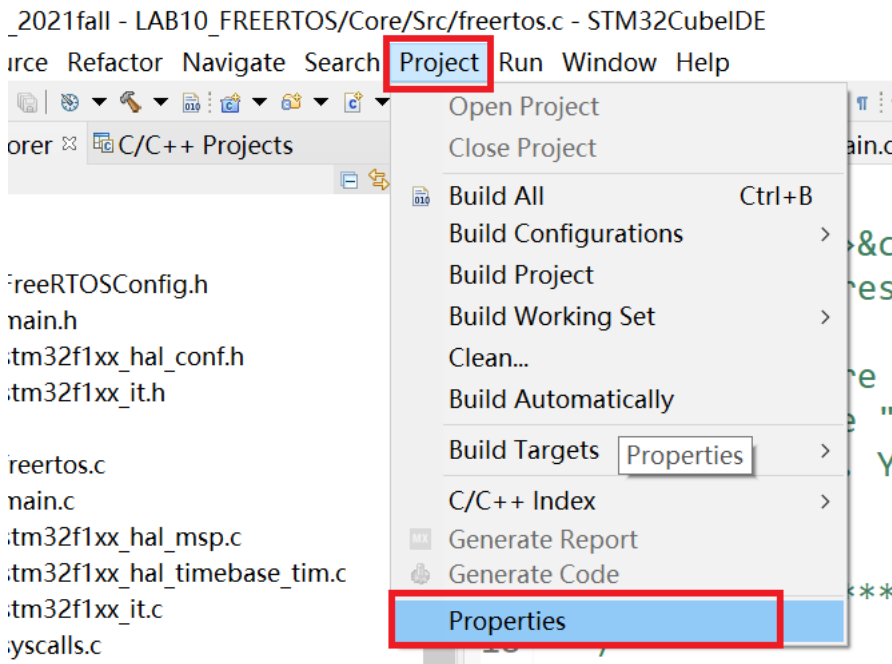 _2021fall - LAB10_FREERTOS/Core/Src/freertos.c - STM32CubeIDE
urce Refactor Navigate Search Project Run Window Help
orer C/C++ Projects
ain.c
Open Project
Close Project
Build All Ctrl+B
Build Configurations
Build Project
Build Working Set
Clean...
Build Automatically
Build Targets
Properties
C/C++ Index
Generate Report
Generate Code
Properties
FreeRTOSConfig.h
main.h
stm32f1xx_hal_conf.h
stm32f1xx_it.h
freertos.c
main.c
stm32f1xx_hal_msp.c
stm32f1xx_hal_timebase_tim.c
stm32f1xx_it.c
syscalls.c